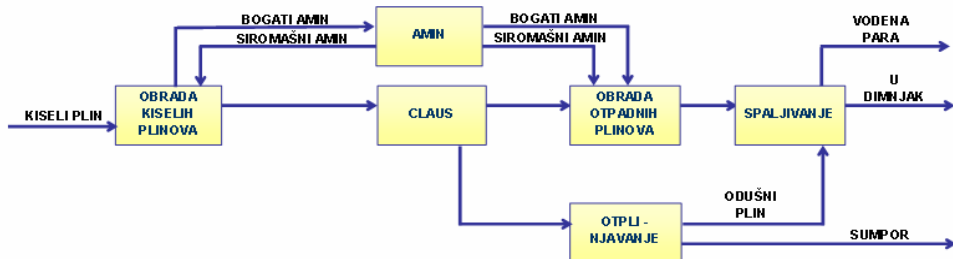 BOGATI AMIN
SIROMAŠNI AMIN
AMIN
BOGATI AMIN
SIROMAŠNI AMIN
VODENA
PARA
KISELI PLIN
OBRADA
KISELIH
PLINOVA
CLAUS
OBRADA
OTPADNIH
PLINOVA
SPALJIVANJE
U
DIMNJAK
OTPLI -
NJAVANJE
ODUŠNI
PLIN
SUMPOR